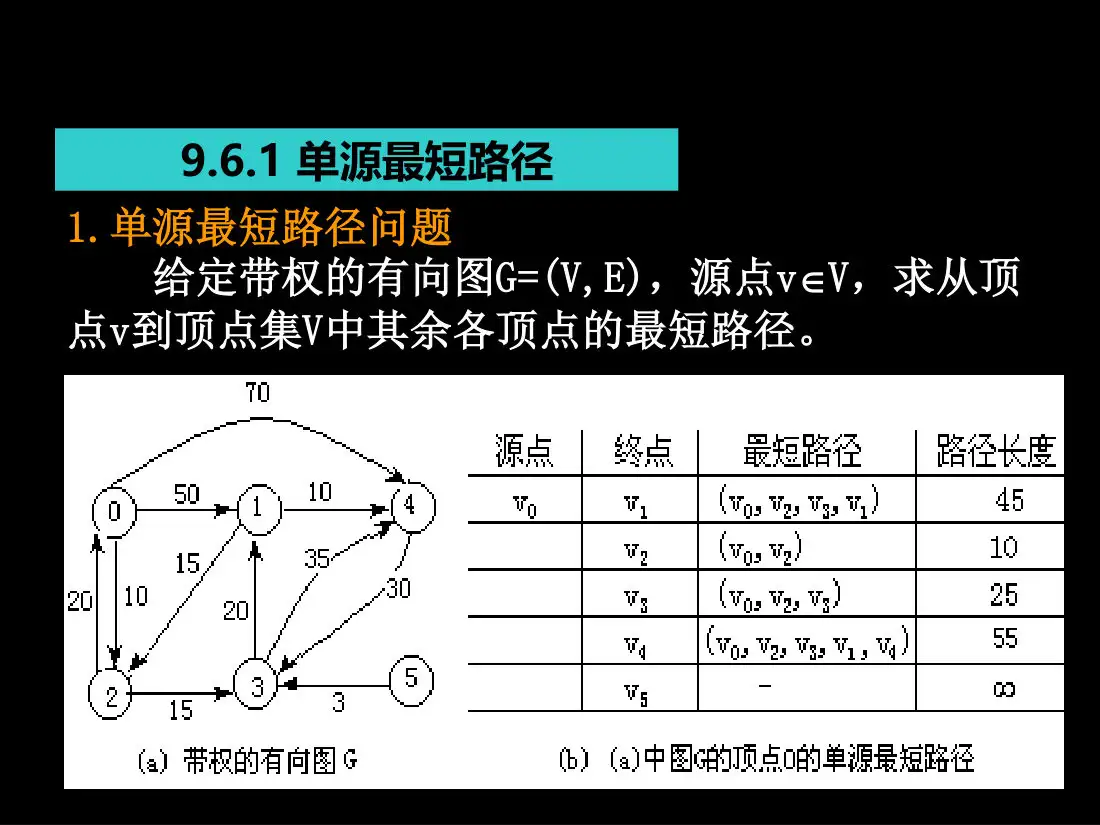 9.6.1 单源最短路径
1.单源最短路径问题
给定带权的有向图G=(V,E)，源点v∈V，求从顶
点v到顶点集V中其余各顶点的最短路径。
70
50
10
0
1
4
15
35
20
10
20
30
2
3
5
15
3
(a) 带权的有向图 G
源点 终点 最短路径 路径长度
v0 v1 (v0,v2,v3,v1) 45
v2 (v0,v2) 10
v3 (v0,v2,v3) 25
v4 (v0,v2,v3,v1,v4) 55
v5 - ∞
(b) (a)中图G的顶点0的单源最短路径